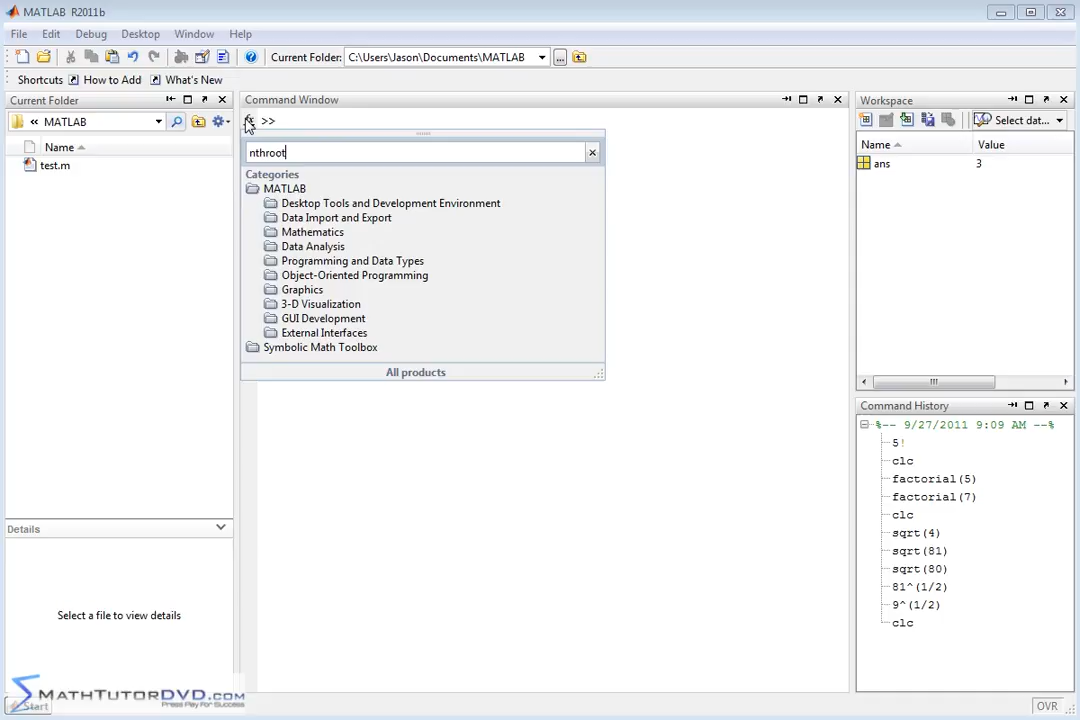 MATLAB R2011b
File Edit Debug Desktop Window Help
Current Folder: C:\Users\Jason\Documents\MATLAB ...
Shortcuts How to Add What's New
Current Folder
« MATLAB
Name
test.m
Details
Select a file to view details
Command Window
>>
nthroot
Categories
MATLAB
Desktop Tools and Development Environment
Data Import and Export
Mathematics
Data Analysis
Programming and Data Types
Object-Oriented Programming
Graphics
3-D Visualization
GUI Development
External Interfaces
Symbolic Math Toolbox
All products
Workspace
Select dat...
Name Value
ans 3
Command History
%-- 9/27/2011 9:09 AM --%
5!
clc
factorial(5)
factorial(7)
clc
sqrt(4)
sqrt(81)
sqrt(80)
81^(1/2)
9^(1/2)
clc
MATHTUTORDVD.COM
Press Pay For Success
Start
OVR